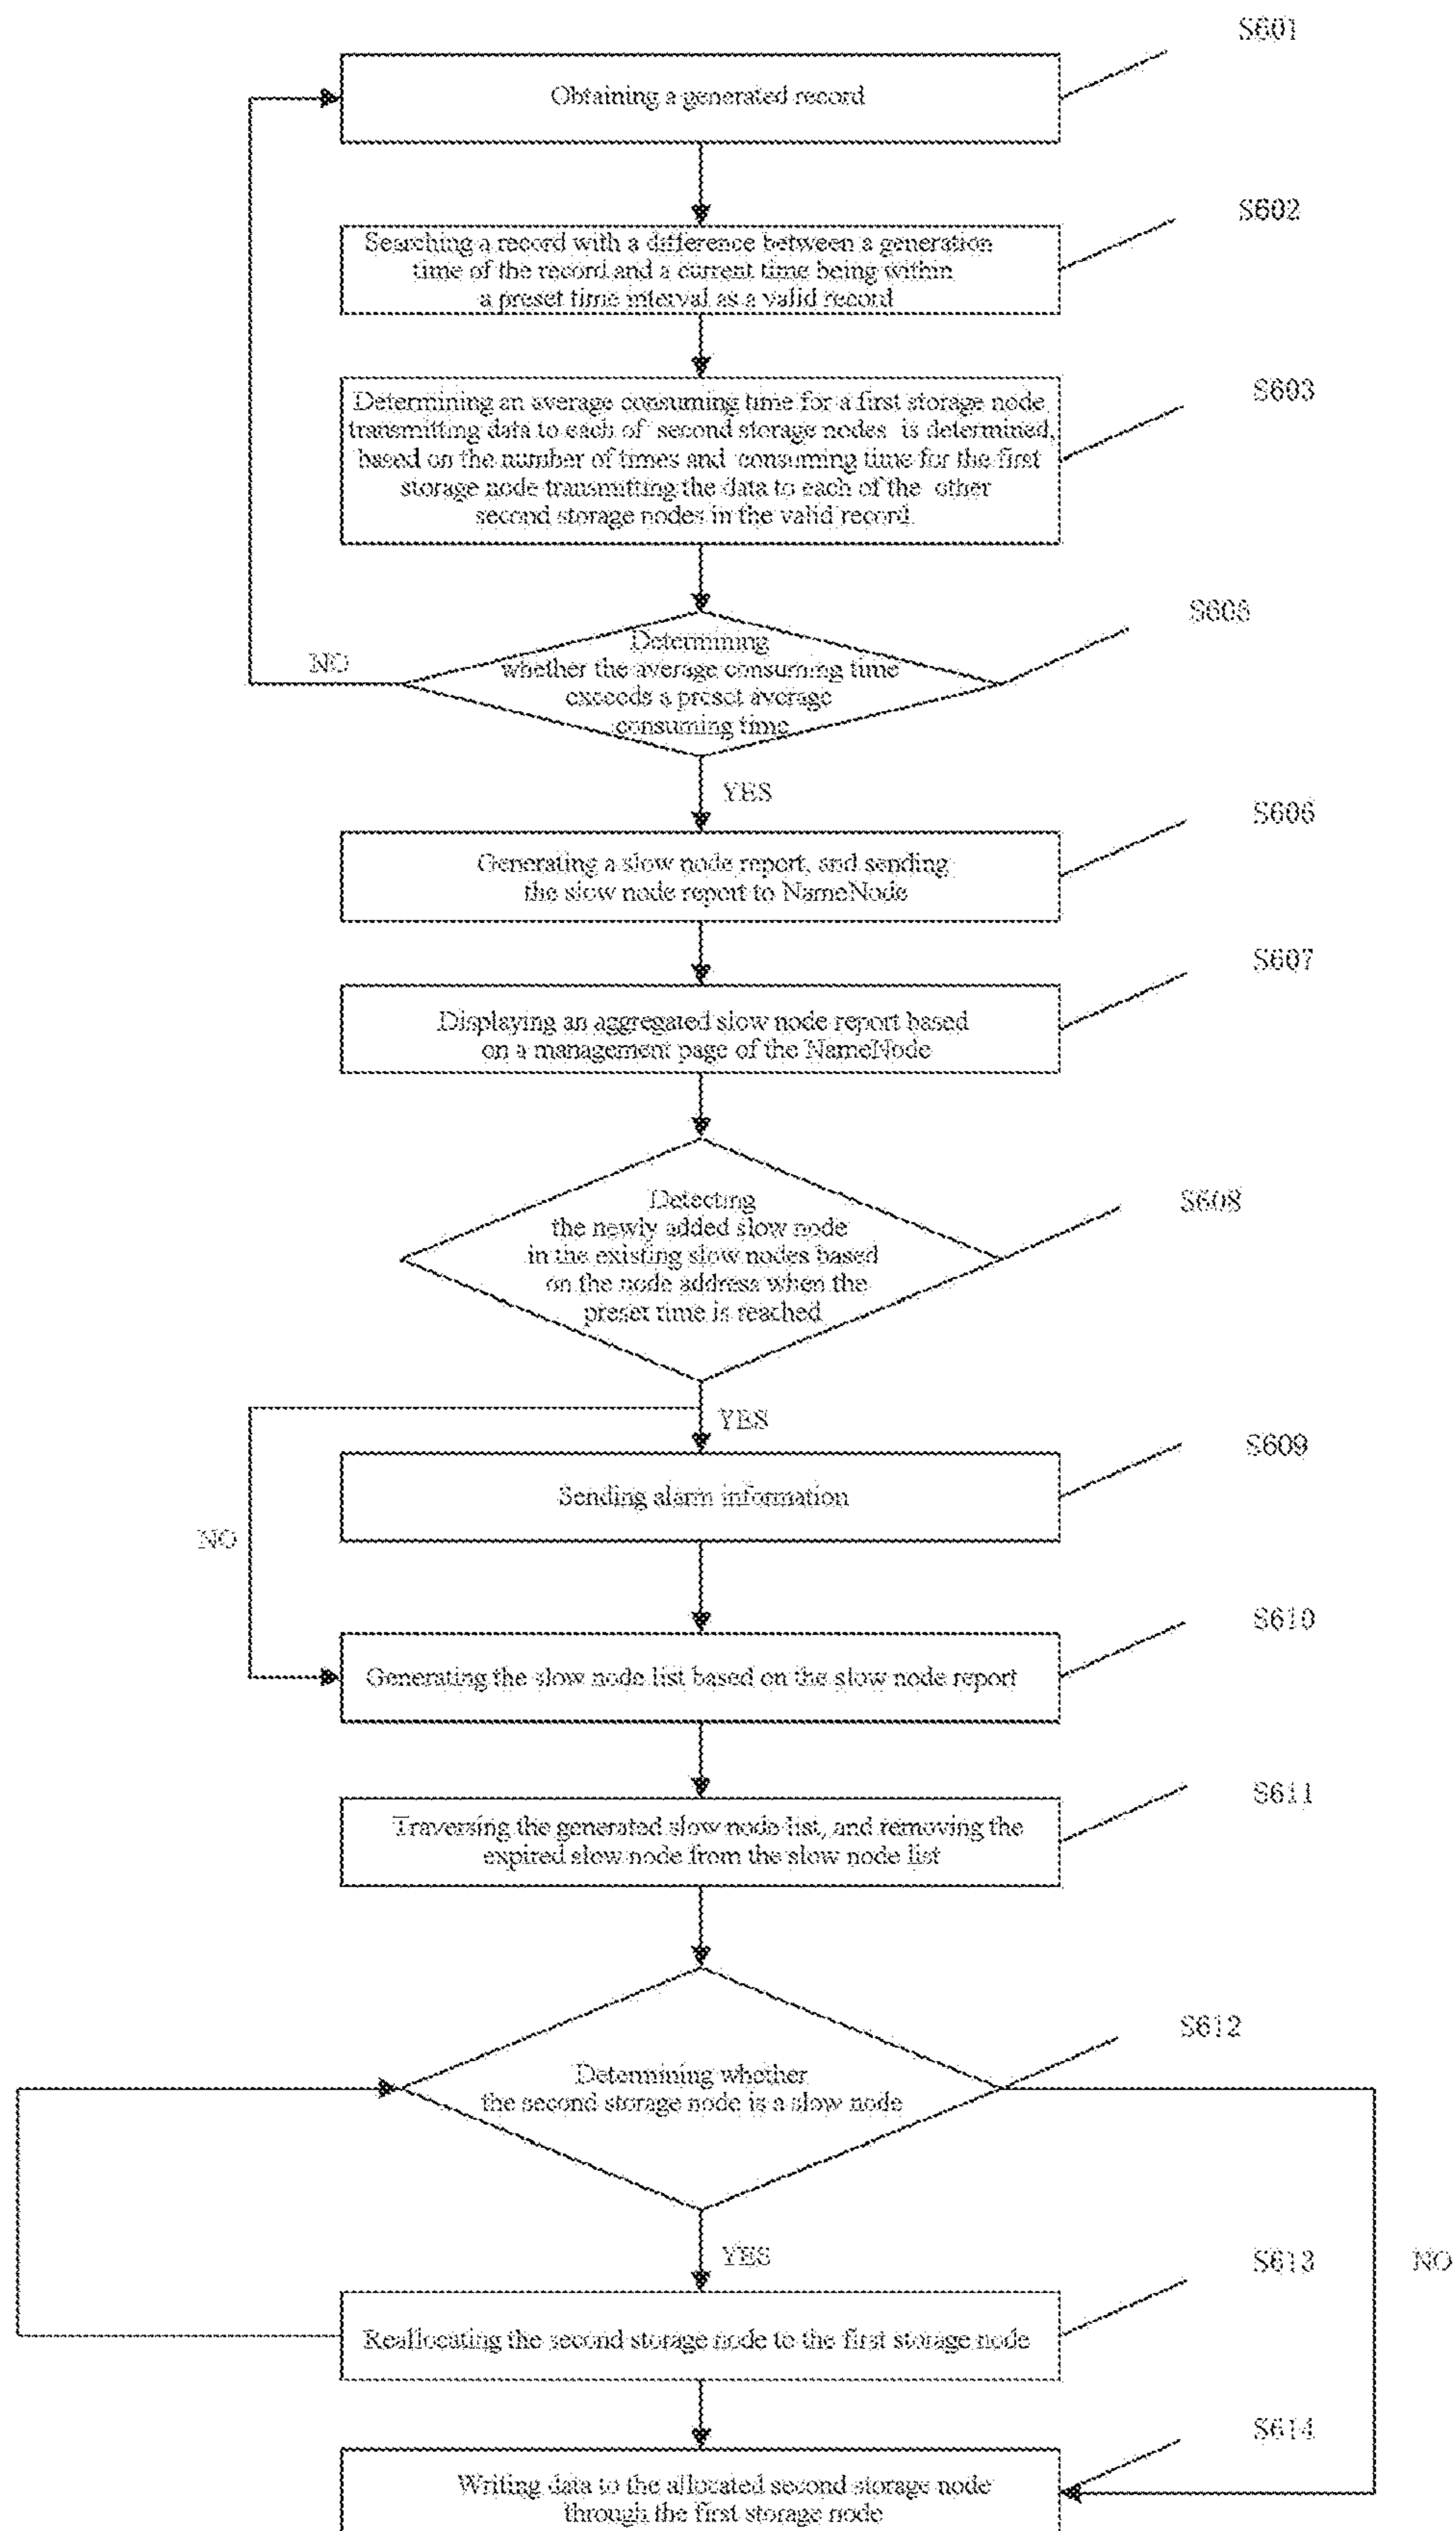 S601
Obtaining a generated record
S602
Searching a record with a difference between a generation
time of the record and a current time being within
a preset time interval as a valid record
S603
Determining an average consuming time for a first storage node
transmitting data to each of second storage nodes is determined,
based on the number of times and consuming time for the first
storage node transmitting the data to each of the other
second storage nodes in the valid record
S605
Determining
whether the average consuming time
exceeds a preset average
consuming time
NO
YES
S606
Generating a slow node report, and sending
the slow node report to NameNode
S607
Displaying an aggregated slow node report based
on a management page of the NameNode
S608
Detecting
the newly added slow node
in the existing slow nodes based
on the node address when the
preset time is reached
YES
S609
Sending alarm information
NO
S610
Generating the slow node list based on the slow node report
S611
Traversing the generated slow node list, and removing the
expired slow node from the slow node list
S612
Determining whether
the second storage node is a slow node
YES
S613
NO
Reallocating the second storage node to the first storage node
S614
Writing data to the allocated second storage node
through the first storage node